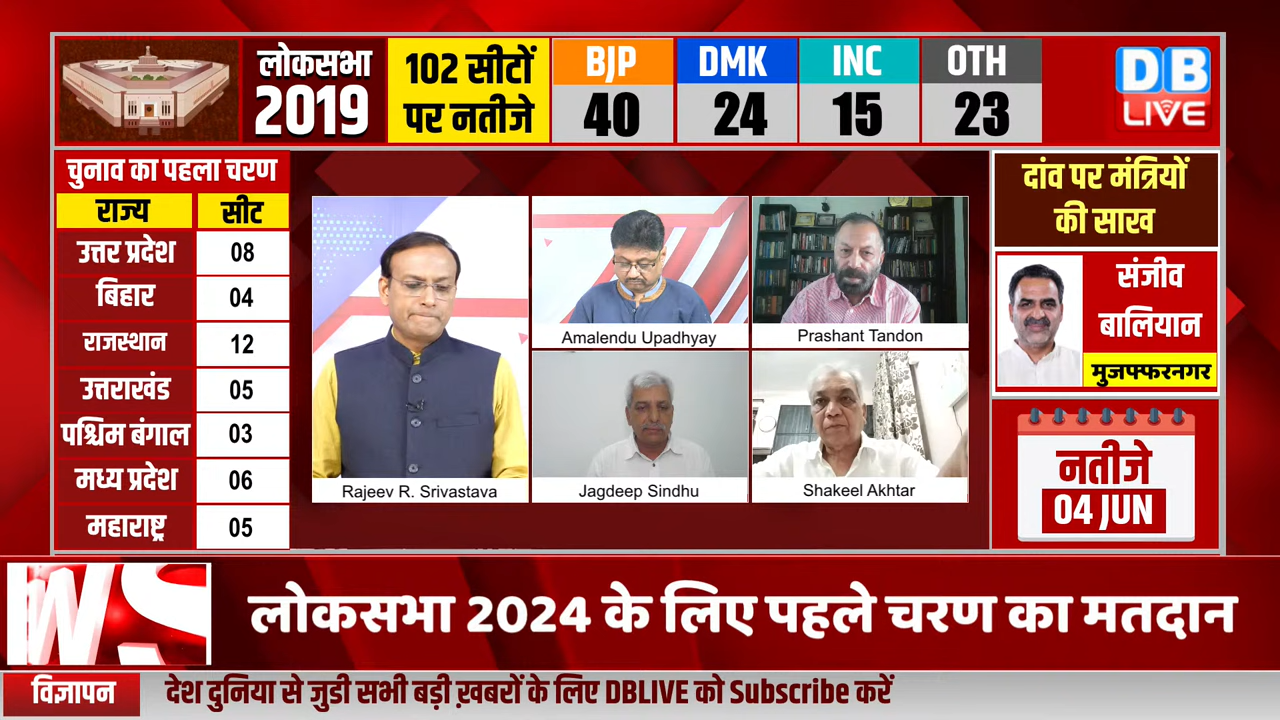 लोकसभा
2019
102 सीटों
पर नतीजे
BJP
40
DMK
24
INC
15
OTH
23
DB
LIVE
चुनाव का पहला चरण
राज्य सीट
उत्तर प्रदेश 08
बिहार 04
राजस्थान 12
उत्तराखंड 05
पश्चिम बंगाल 03
मध्य प्रदेश 06
महाराष्ट्र 05
Rajeev R. Srivastava
Amalendu Upadhyay
Prashant Tandon
Jagdeep Sindhu
Shakeel Akhtar
दांव पर मंत्रियों
की साख
संजीव
बालियान
मुजफ्फरनगर
नतीजे
04 JUN
WS
लोकसभा 2024 के लिए पहले चरण का मतदान
विज्ञापन
देश दुनिया से जुडी सभी बड़ी ख़बरों के लिए DBLIVE को Subscribe करें